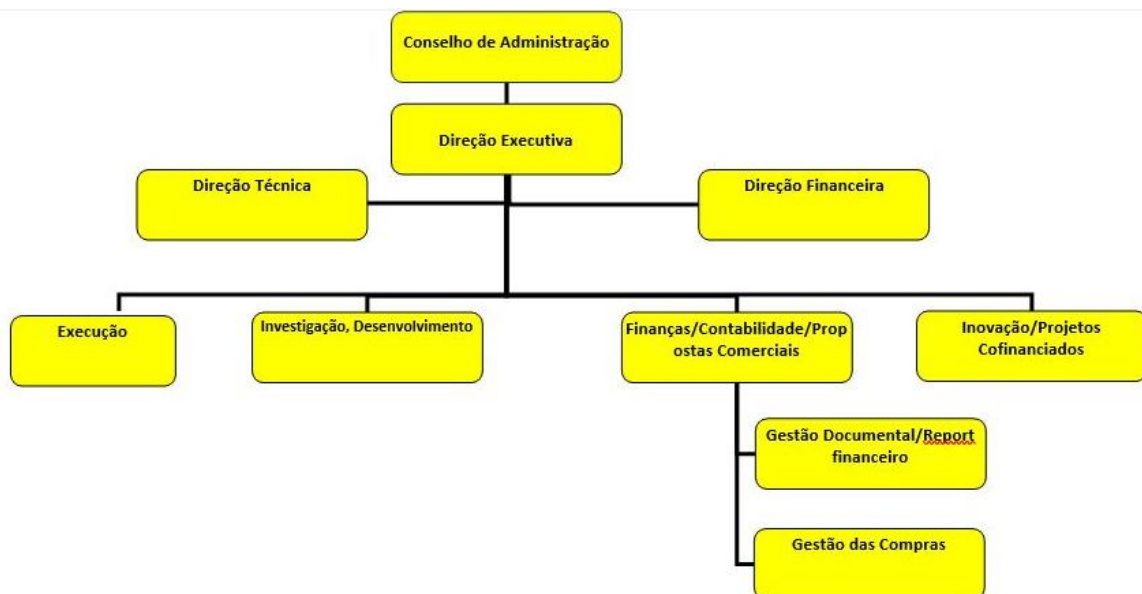 Conselho de Administração
Direção Executiva
Direção Técnica
Direção Financeira
Execução
Investigação, Desenvolvimento
Finanças/Contabilidade/Prop
ostas Comerciais
Inovação/Projetos
Cofinanciados
Gestão Documental/Report
financeiro
Gestão das Compras